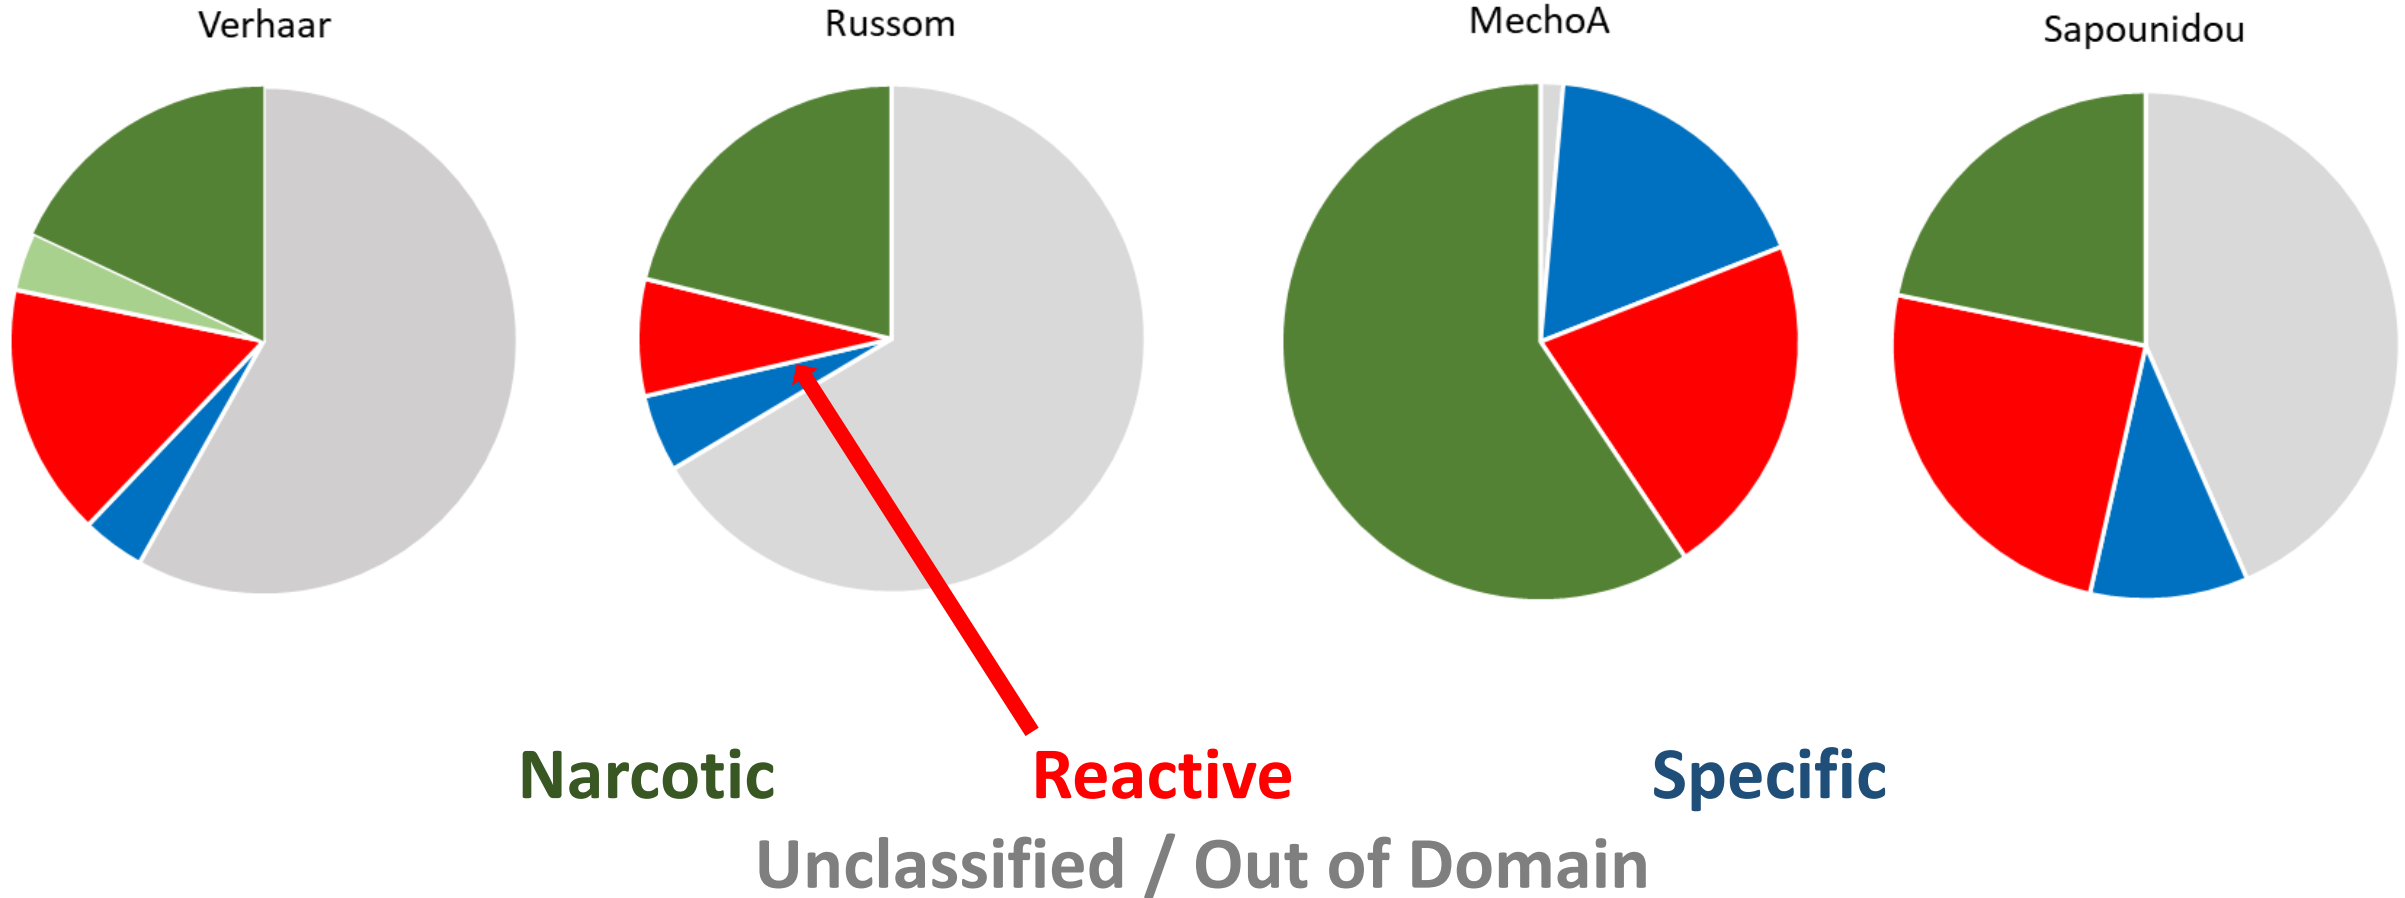 Verhaar
Russom
MechoA
Sapounidou
Narcotic
Reactive
Specific
Unclassified / Out of Domain